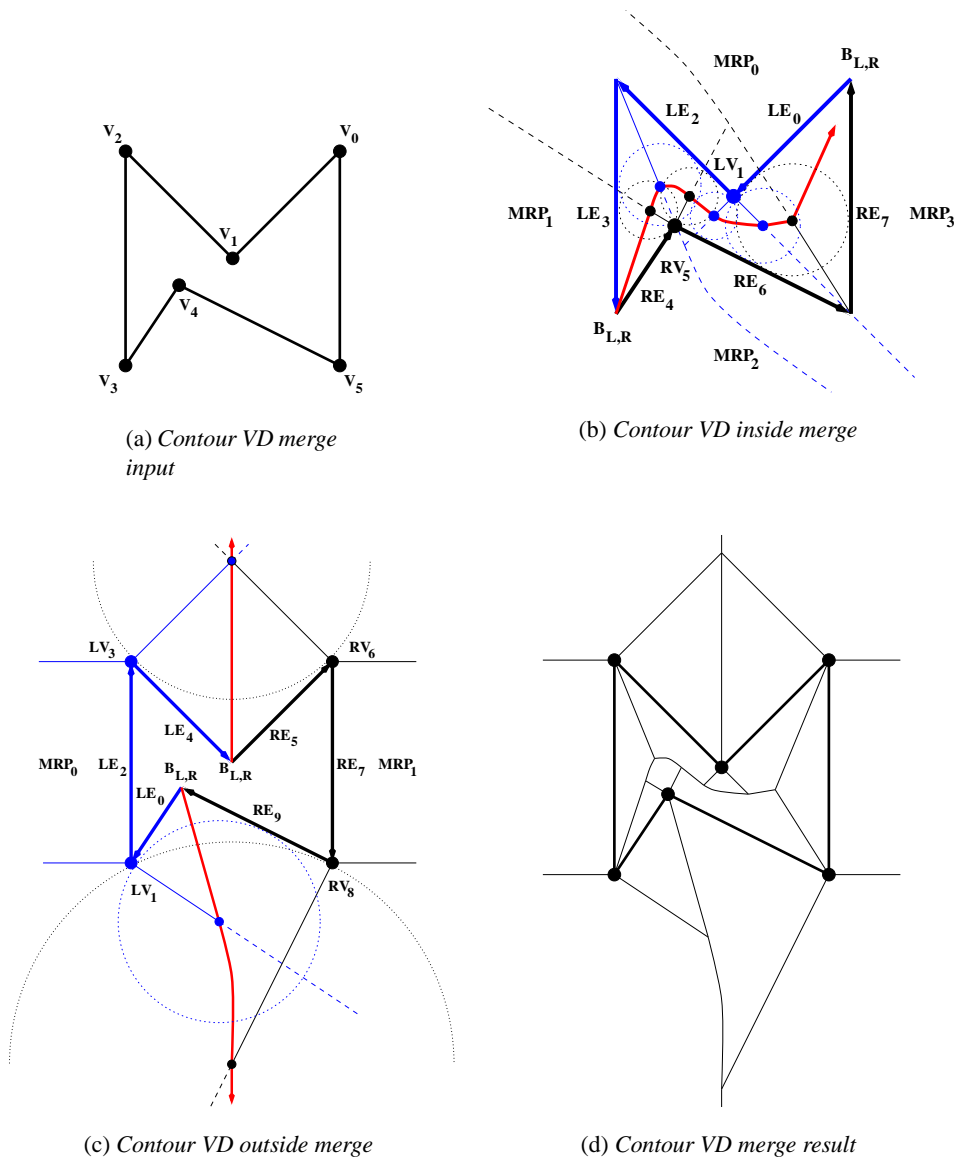 V2
V0
V1
V4
V3
V5
(a) Contour VD merge
input
MRP0
BL,R
LE2
LE0
LV1
MRP1
LE3
RE7
MRP3
RV5
RE6
RE4
BL,R
MRP2
(b) Contour VD inside merge
LV3
RV6
LE4
RE5
MRP0
LE2
BL,R
BL,R
RE7
MRP1
LE0
RE9
LV1
RV8
(c) Contour VD outside merge
(d) Contour VD merge result